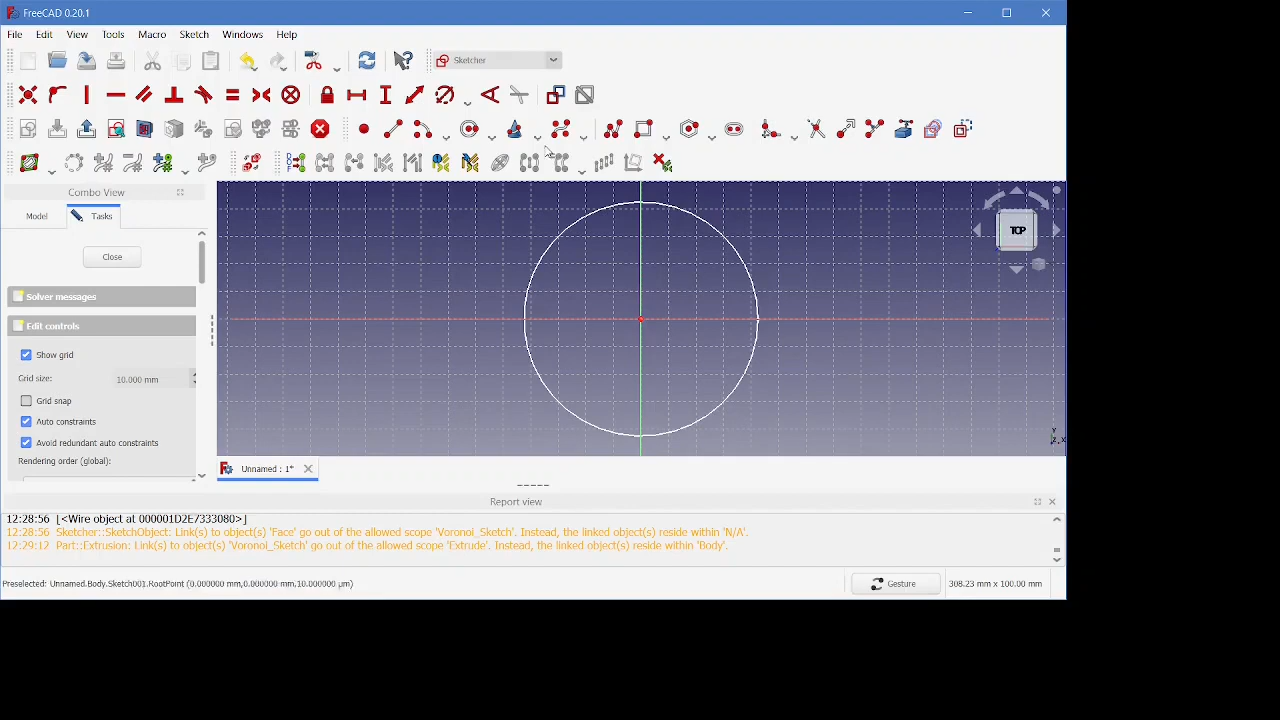 FreeCAD 0.20.1
File Edit View Tools Macro Sketch Windows Help
Sketcher
Combo View
Model Tasks
TOP
Close
Solver messages
Edit controls
Show grid
Grid size: 10.000 mm
Grid snap
Auto constraints
Avoid redundant auto constraints
Rendering order (global):
Unnamed : 1*
Report view
12:28:56 [<Wire object at 000001D2E7333080>]
12:28:56 Sketcher::SketchObject: Link(s) to object(s) 'Face' go out of the allowed scope 'Voronoi_Sketch'. Instead, the linked object(s) reside within 'N/A'.
12:29:12 Part::Extrusion: Link(s) to object(s) 'Voronoi_Sketch' go out of the allowed scope 'Extrude'. Instead, the linked object(s) reside within 'Body'.
Preselected: Unnamed.Body.Sketch001.RootPoint (0.000000 mm,0.000000 mm,10.000000 µm)
Gesture
308.23 mm x 100.00 mm